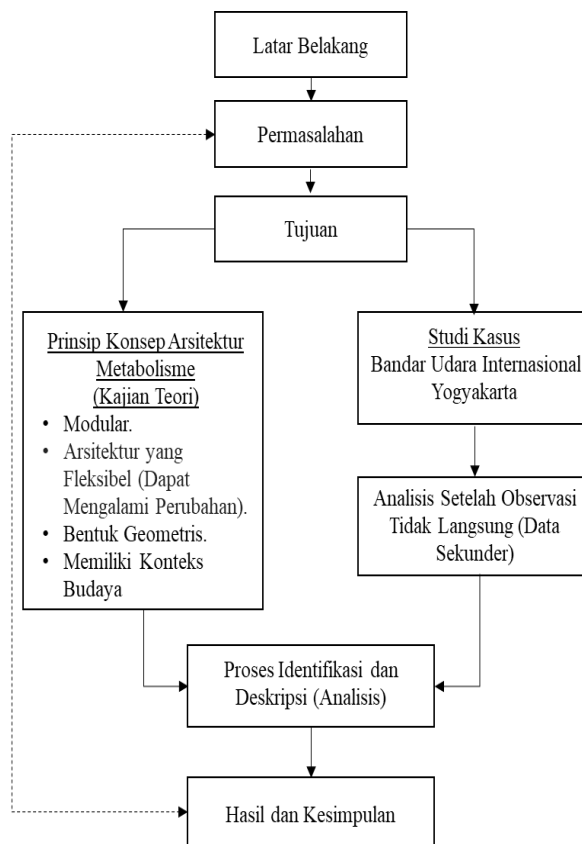 Latar Belakang
Permasalahan
Tujuan
Prinsip Konsep Arsitektur
Metabolisme
(Kajian Teori)
• Modular.
• Arsitektur yang
Fleksibel (Dapat
Mengalami Perubahan).
• Bentuk Geometris.
• Memiliki Konteks
Budaya
Studi Kasus
Bandar Udara Internasional
Yogyakarta
Analisis Setelah Observasi
Tidak Langsung (Data
Sekunder)
Proses Identifikasi dan
Deskripsi (Analisis)
Hasil dan Kesimpulan